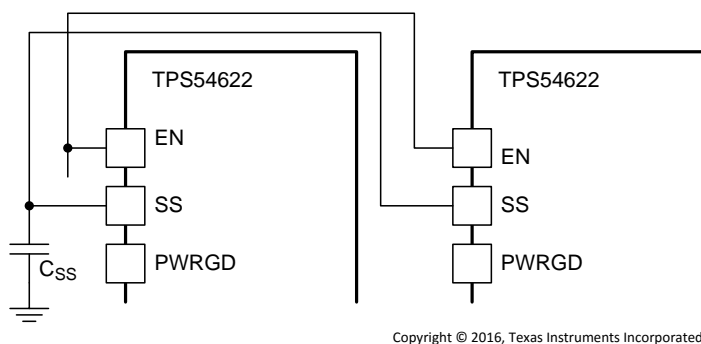 TPS54622
EN
SS
PWRGD
CSS
TPS54622
EN
SS
PWRGD
Copyright © 2016, Texas Instruments Incorporated